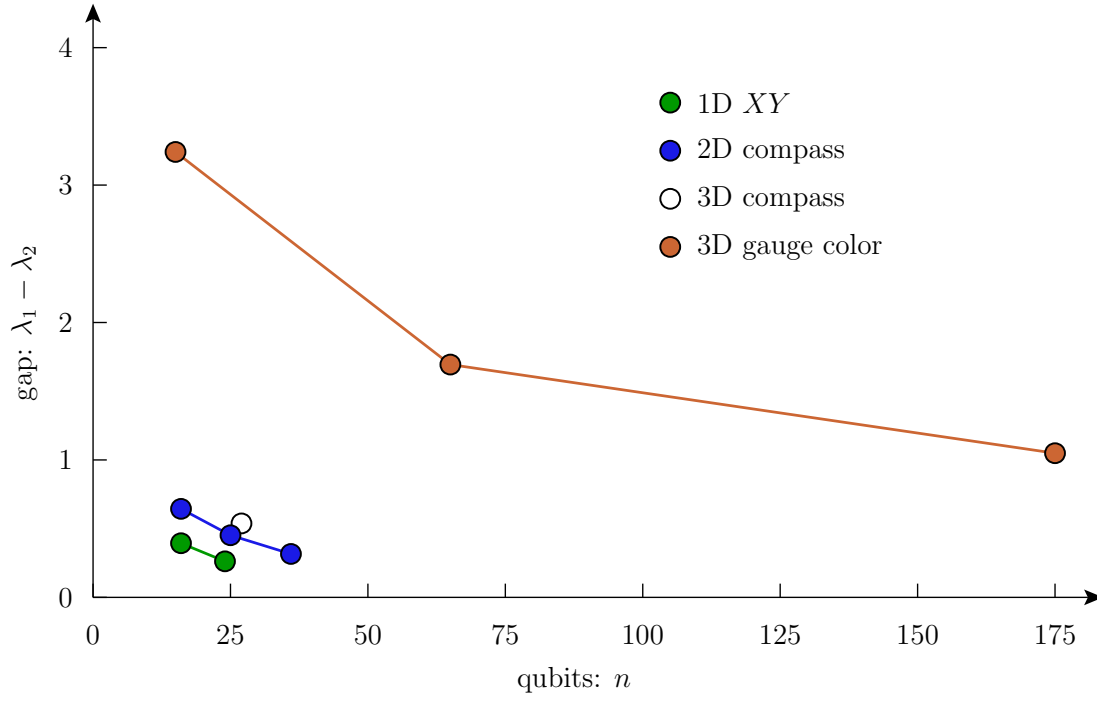 4
3
2
1
0
gap: λ₁ − λ₂
1D XY
2D compass
3D compass
3D gauge color
0 25 50 75 100 125 150 175
qubits: n